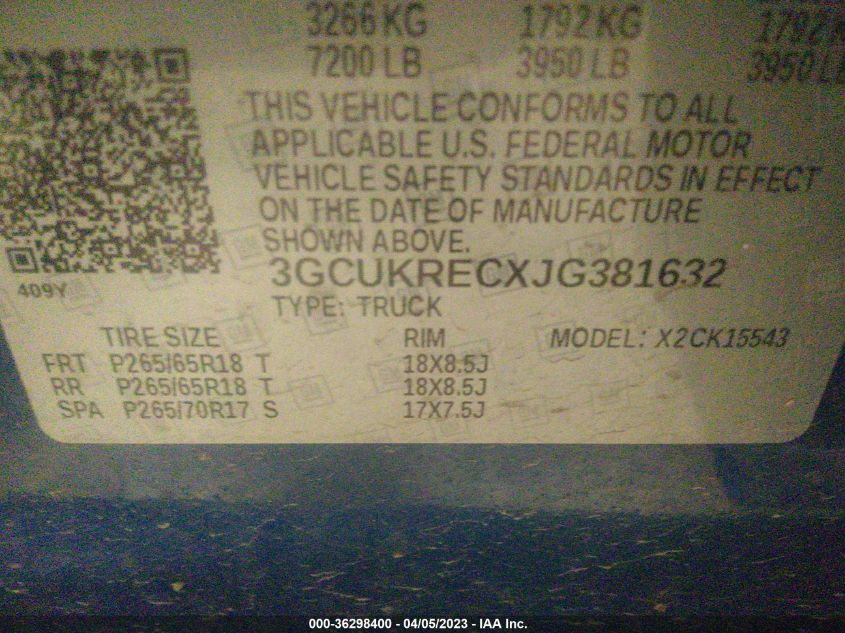 3266 KG 1792 KG 1792 K
7200 LB 3950 LB 3950 LB
THIS VEHICLE CONFORMS TO ALL
APPLICABLE U.S. FEDERAL MOTOR
VEHICLE SAFETY STANDARDS IN EFFECT
ON THE DATE OF MANUFACTURE
SHOWN ABOVE.
409Y 3GCUKRECXJG381632
TYPE: TRUCK
TIRE SIZE RIM MODEL: X2CK15543
FRT P265/65R18 T 18X8.5J
RR P265/65R18 T 18X8.5J
SPA P265/70R17 S 17X7.5J
000-36298400 - 04/05/2023 - IAA Inc.